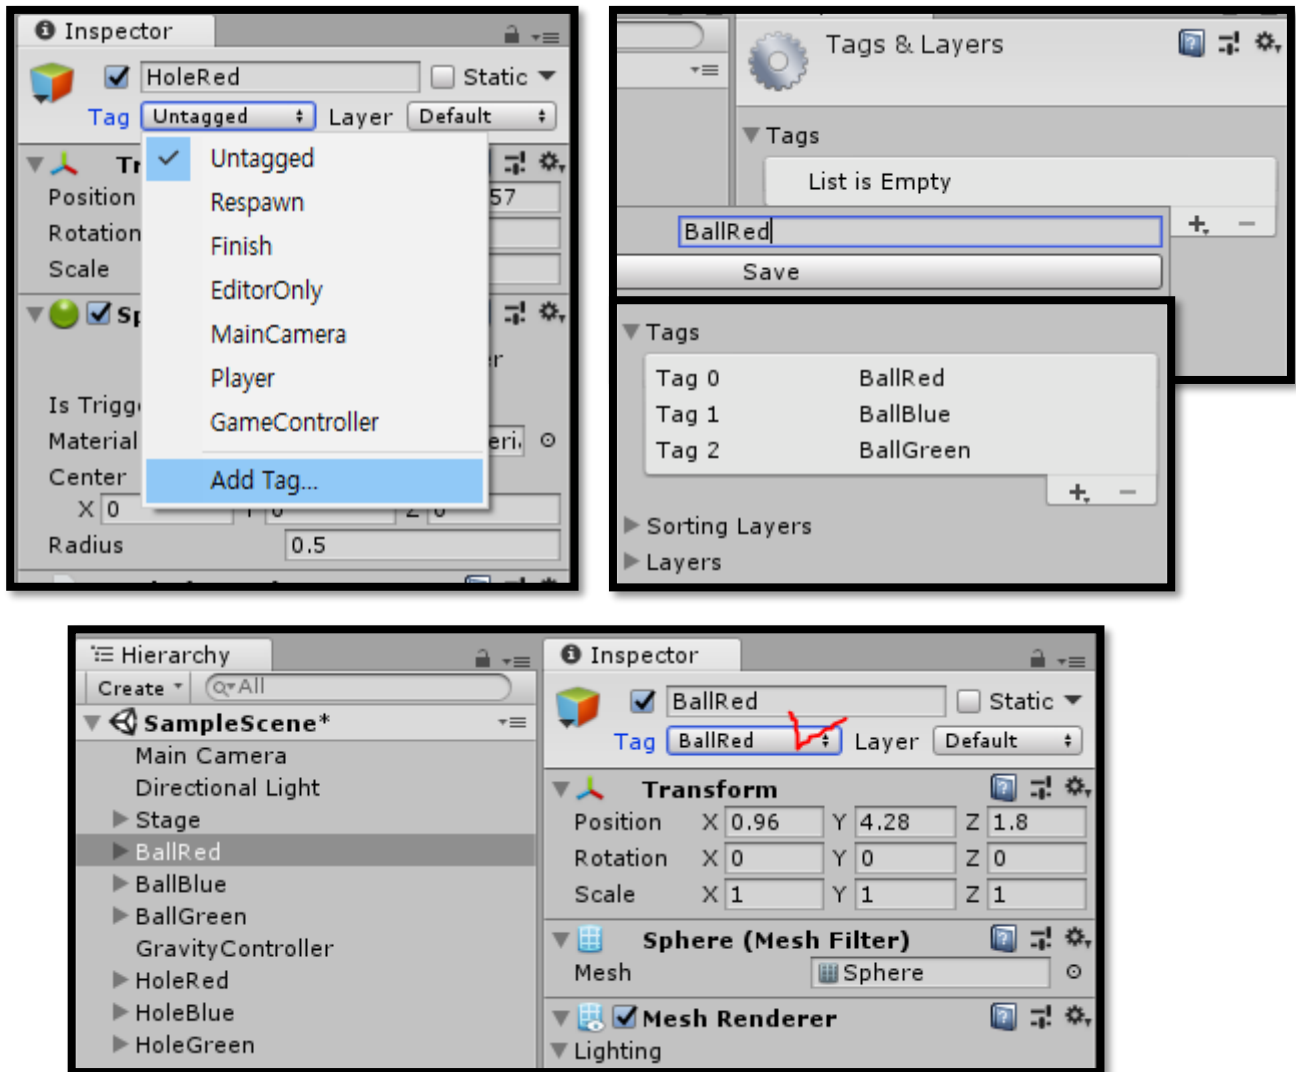 Inspector
HoleRed
Static
Tag Untagged Layer Default
Untagged
Respawn
Finish
EditorOnly
MainCamera
Player
GameController
Add Tag...
Position 57
Rotation
Scale
Material
Center
X 0
Radius 0.5
Tags & Layers
Tags
List is Empty
BallRed
Save
Tags
Tag 0 BallRed
Tag 1 BallBlue
Tag 2 BallGreen
Sorting Layers
Layers
Hierarchy
Create All
SampleScene*
Main Camera
Directional Light
Stage
BallRed
BallBlue
BallGreen
GravityController
HoleRed
HoleBlue
HoleGreen
Inspector
BallRed Static
Tag BallRed Layer Default
Transform
Position X 0.96 Y 4.28 Z 1.8
Rotation X 0 Y 0 Z 0
Scale X 1 Y 1 Z 1
Sphere (Mesh Filter)
Mesh Sphere
Mesh Renderer
Lighting